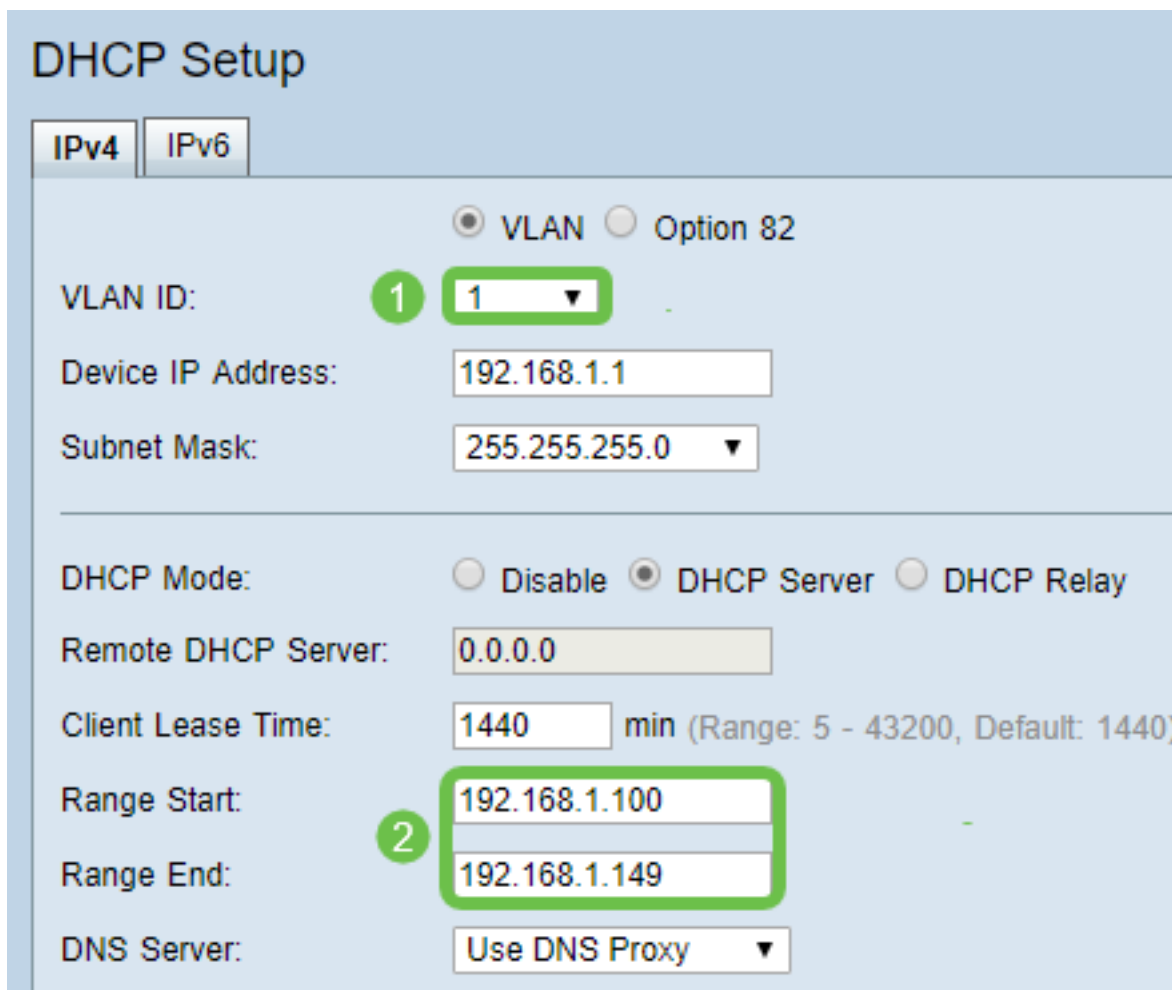 DHCP Setup
IPv4 IPv6
VLAN Option 82
VLAN ID: 1 1
Device IP Address: 192.168.1.1
Subnet Mask: 255.255.255.0
DHCP Mode: Disable DHCP Server DHCP Relay
Remote DHCP Server: 0.0.0.0
Client Lease Time: 1440 min (Range: 5 - 43200, Default: 1440)
Range Start: 192.168.1.100
2
Range End: 192.168.1.149
DNS Server: Use DNS Proxy